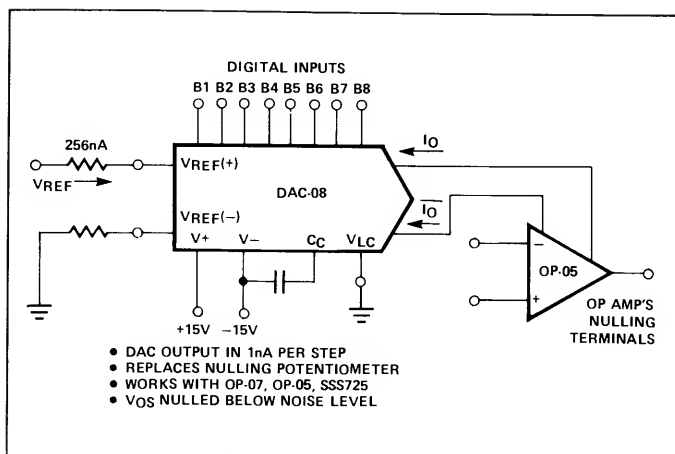 DIGITAL INPUTS
B1 B2 B3 B4 B5 B6 B7 B8
256nA
VREF
VREF(+)
DAC-08
IO
IO
VREF(−)
V+ V− CC VLC
+15V −15V
−
OP-05
+
OP AMP'S
NULLING
TERMINALS
• DAC OUTPUT IN 1nA PER STEP
• REPLACES NULLING POTENTIOMETER
• WORKS WITH OP-07, OP-05, SSS725
• VOS NULLED BELOW NOISE LEVEL